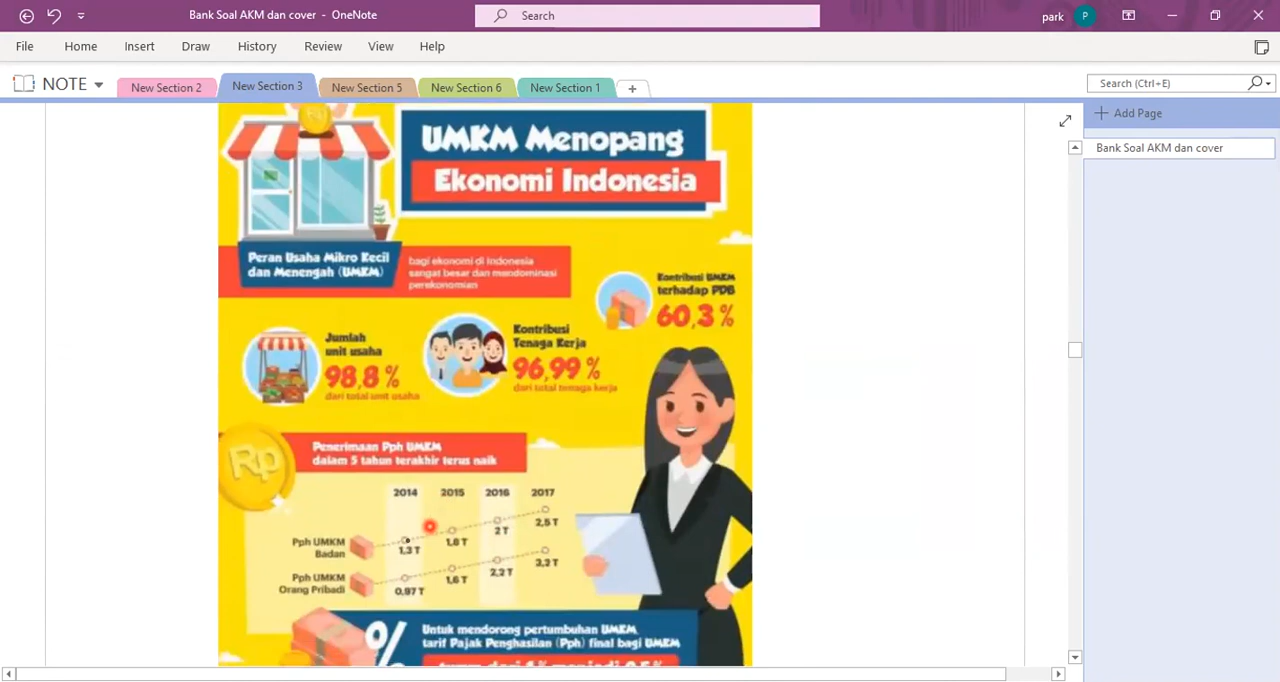 Bank Soal AKM dan cover - OneNote
Search
park
P
File Home Insert Draw History Review View Help
NOTE
New Section 2
New Section 3
New Section 5
New Section 6
New Section 1
Search (Ctrl+E)
Add Page
Bank Soal AKM dan cover
UMKM Menopang
Ekonomi Indonesia
Peran Usaha Mikro Kecil
dan Menengah (UMKM)
bagi ekonomi di Indonesia
sangat besar dan mendominasi
perekonomian
Kontribusi UMKM
terhadap PDB
60,3 %
Jumlah
unit usaha
98,8 %
dari total unit usaha
Kontribusi
Tenaga Kerja
96,99 %
dari total tenaga kerja
Rp
Penerimaan Pph UMKM
dalam 5 tahun terakhir terus naik
2014 2015 2016 2017
Pph UMKM
Badan
1,3 T
2 T
2,5 T
Pph UMKM
Orang Pribadi
0,97 T
1,6 T
2,2 T
%
Untuk mendorong pertumbuhan UMKM,
tarif Pajak Penghasilan (Pph) final bagi UMKM